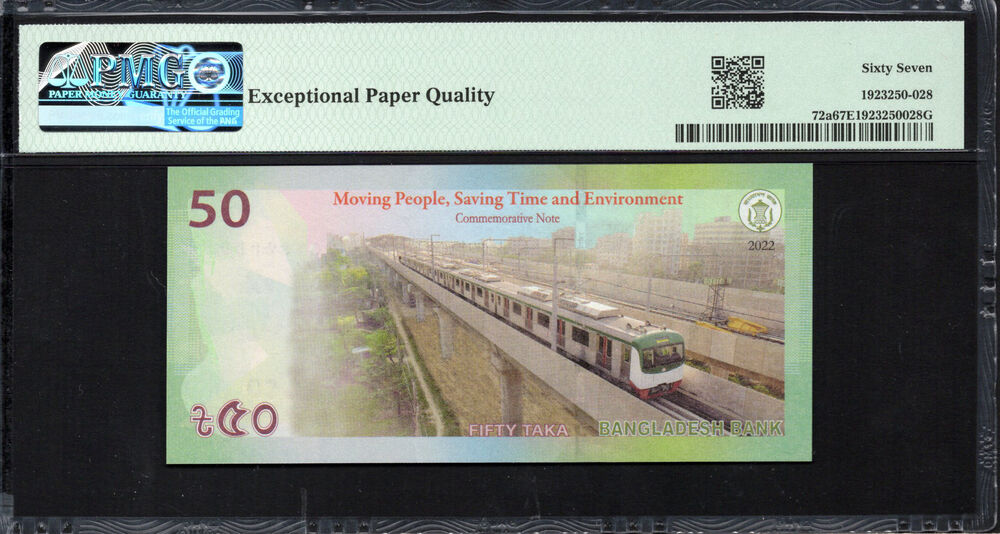 PMG
PAPER MONEY GUARANTY
The Official Grading
Service of the ANA
Exceptional Paper Quality
Sixty Seven
1923250-028
72a67E1923250028G
50
Moving People, Saving Time and Environment
Commemorative Note
2022
৳৫০
FIFTY TAKA
BANGLADESH BANK